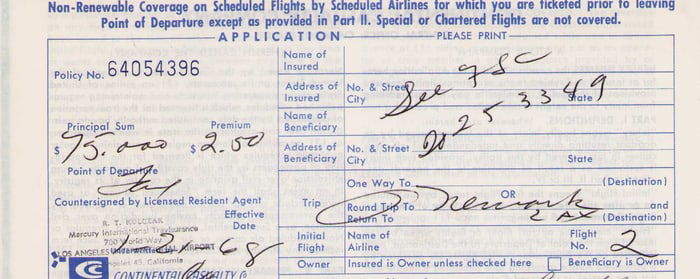 Non-Renewable Coverage on Scheduled Flights by Scheduled Airlines for which you are ticketed prior to leaving
Point of Departure except as provided in Part II. Special or Chartered Flights are not covered.
APPLICATION PLEASE PRINT
Policy No. 64054396
Name of Insured
Address of Insured No. & Street City State
See FSC
2025 3349
Name of Beneficiary
Address of Beneficiary No. & Street City State
Principal Sum Premium
$ 75.000 $ 2.50
Point of Departure
Countersigned by Licensed Resident Agent
Effective Date
R. T. KOLCZAK
Mercury International Travelsurance
700 World Way
LOS ANGELES AIRPORT
Los Angeles 45, California
68
Trip One Way To (Destination)
OR
Round Trip To Newark and
Return To LAX (Destination)
Initial Flight Name of Airline Flight No. 2
Owner Insured is Owner unless checked here Beneficiary is Owner
CONTINENTAL CASUALTY